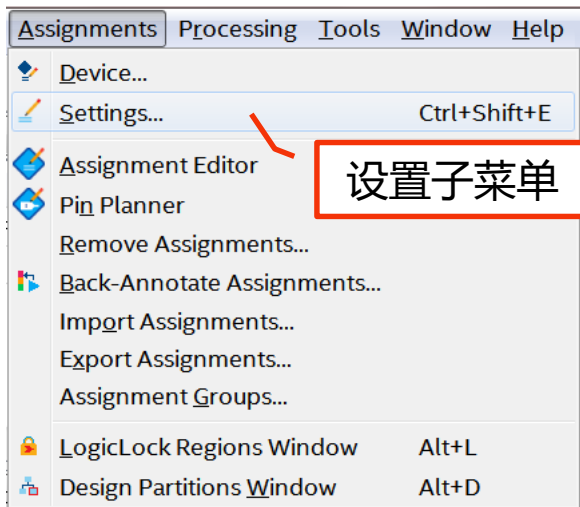 Assignments Processing Tools Window Help
Device...
Settings... Ctrl+Shift+E
设置子菜单
Assignment Editor
Pin Planner
Remove Assignments...
Back-Annotate Assignments...
Import Assignments...
Export Assignments...
Assignment Groups...
LogicLock Regions Window Alt+L
Design Partitions Window Alt+D